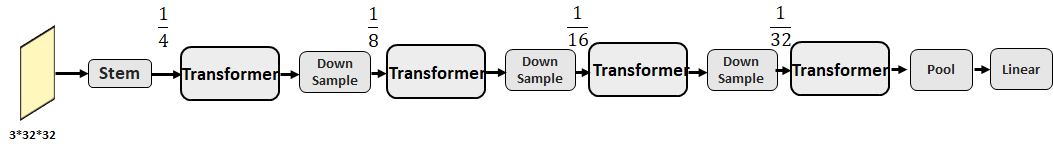 1
4
1
8
1
16
1
32
Stem
Transformer
Down
Sample
Transformer
Down
Sample
Transformer
Down
Sample
Transformer
Pool
Linear
3*32*32